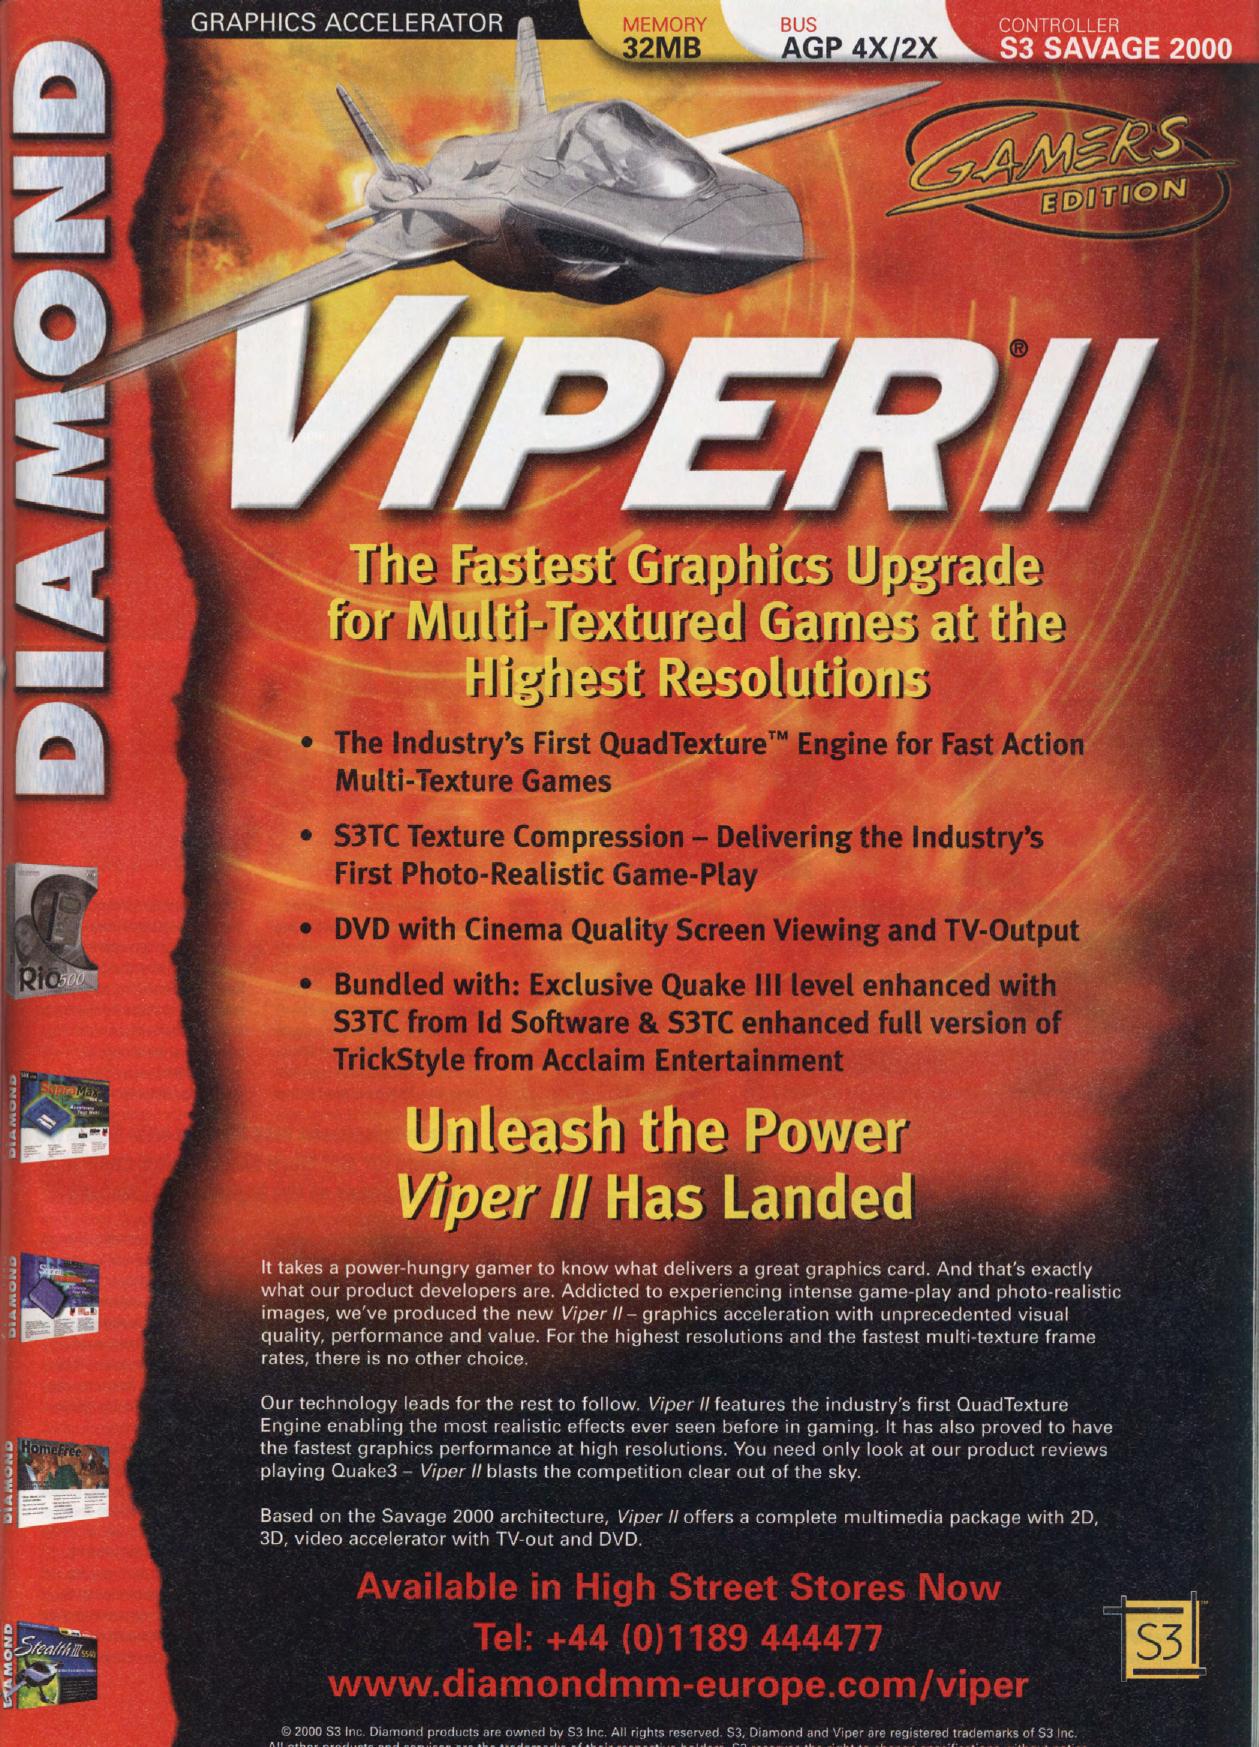 GRAPHICS ACCELERATOR
MEMORY
32MB
BUS
AGP 4X/2X
CONTROLLER
S3 SAVAGE 2000
DIAMOND
GAMERS
EDITION
VIPER II®
The Fastest Graphics Upgrade
for Multi-Textured Games at the
Highest Resolutions
• The Industry's First QuadTexture™ Engine for Fast Action
Multi-Texture Games
• S3TC Texture Compression – Delivering the Industry's
First Photo-Realistic Game-Play
• DVD with Cinema Quality Screen Viewing and TV-Output
• Bundled with: Exclusive Quake III level enhanced with
S3TC from Id Software & S3TC enhanced full version of
TrickStyle from Acclaim Entertainment
Unleash the Power
Viper II Has Landed
It takes a power-hungry gamer to know what delivers a great graphics card. And that's exactly
what our product developers are. Addicted to experiencing intense game-play and photo-realistic
images, we've produced the new Viper II – graphics acceleration with unprecedented visual
quality, performance and value. For the highest resolutions and the fastest multi-texture frame
rates, there is no other choice.
Our technology leads for the rest to follow. Viper II features the industry's first QuadTexture
Engine enabling the most realistic effects ever seen before in gaming. It has also proved to have
the fastest graphics performance at high resolutions. You need only look at our product reviews
playing Quake3 – Viper II blasts the competition clear out of the sky.
Based on the Savage 2000 architecture, Viper II offers a complete multimedia package with 2D,
3D, video accelerator with TV-out and DVD.
Available in High Street Stores Now
Tel: +44 (0)1189 444477
www.diamondmm-europe.com/viper
S3™
© 2000 S3 Inc. Diamond products are owned by S3 Inc. All rights reserved. S3, Diamond and Viper are registered trademarks of S3 Inc.
Rio 500
DIAMOND
SupraMax
DIAMOND
Supra
DIAMOND
HomeFree
DIAMOND
Stealth III S540